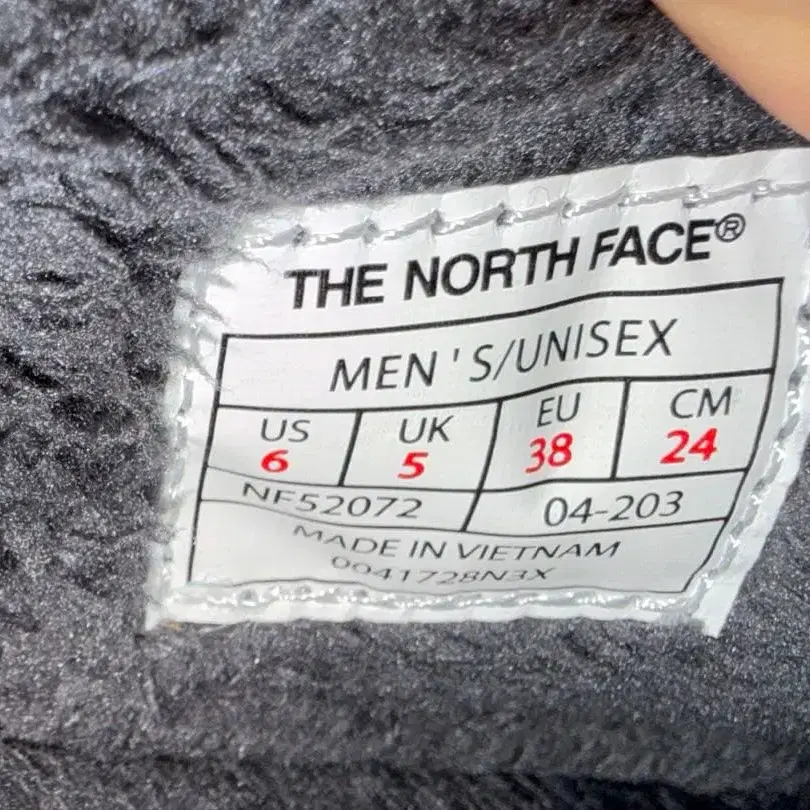 THE NORTH FACE®
MEN'S/UNISEX
US UK EU CM
6 5 38 24
NF52072 04-203
MADE IN VIETNAM
0041728N3X